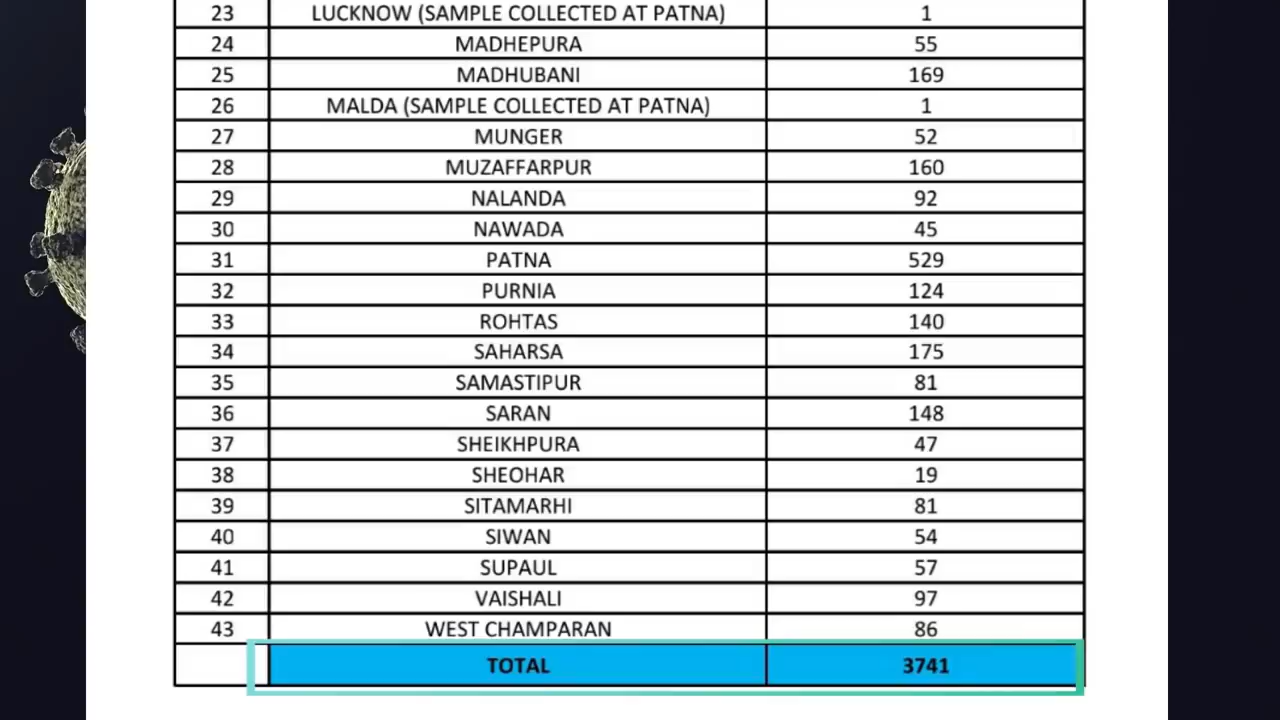 23 LUCKNOW (SAMPLE COLLECTED AT PATNA) 1
24 MADHEPURA 55
25 MADHUBANI 169
26 MALDA (SAMPLE COLLECTED AT PATNA) 1
27 MUNGER 52
28 MUZAFFARPUR 160
29 NALANDA 92
30 NAWADA 45
31 PATNA 529
32 PURNIA 124
33 ROHTAS 140
34 SAHARSA 175
35 SAMASTIPUR 81
36 SARAN 148
37 SHEIKHPURA 47
38 SHEOHAR 19
39 SITAMARHI 81
40 SIWAN 54
41 SUPAUL 57
42 VAISHALI 97
43 WEST CHAMPARAN 86
TOTAL 3741